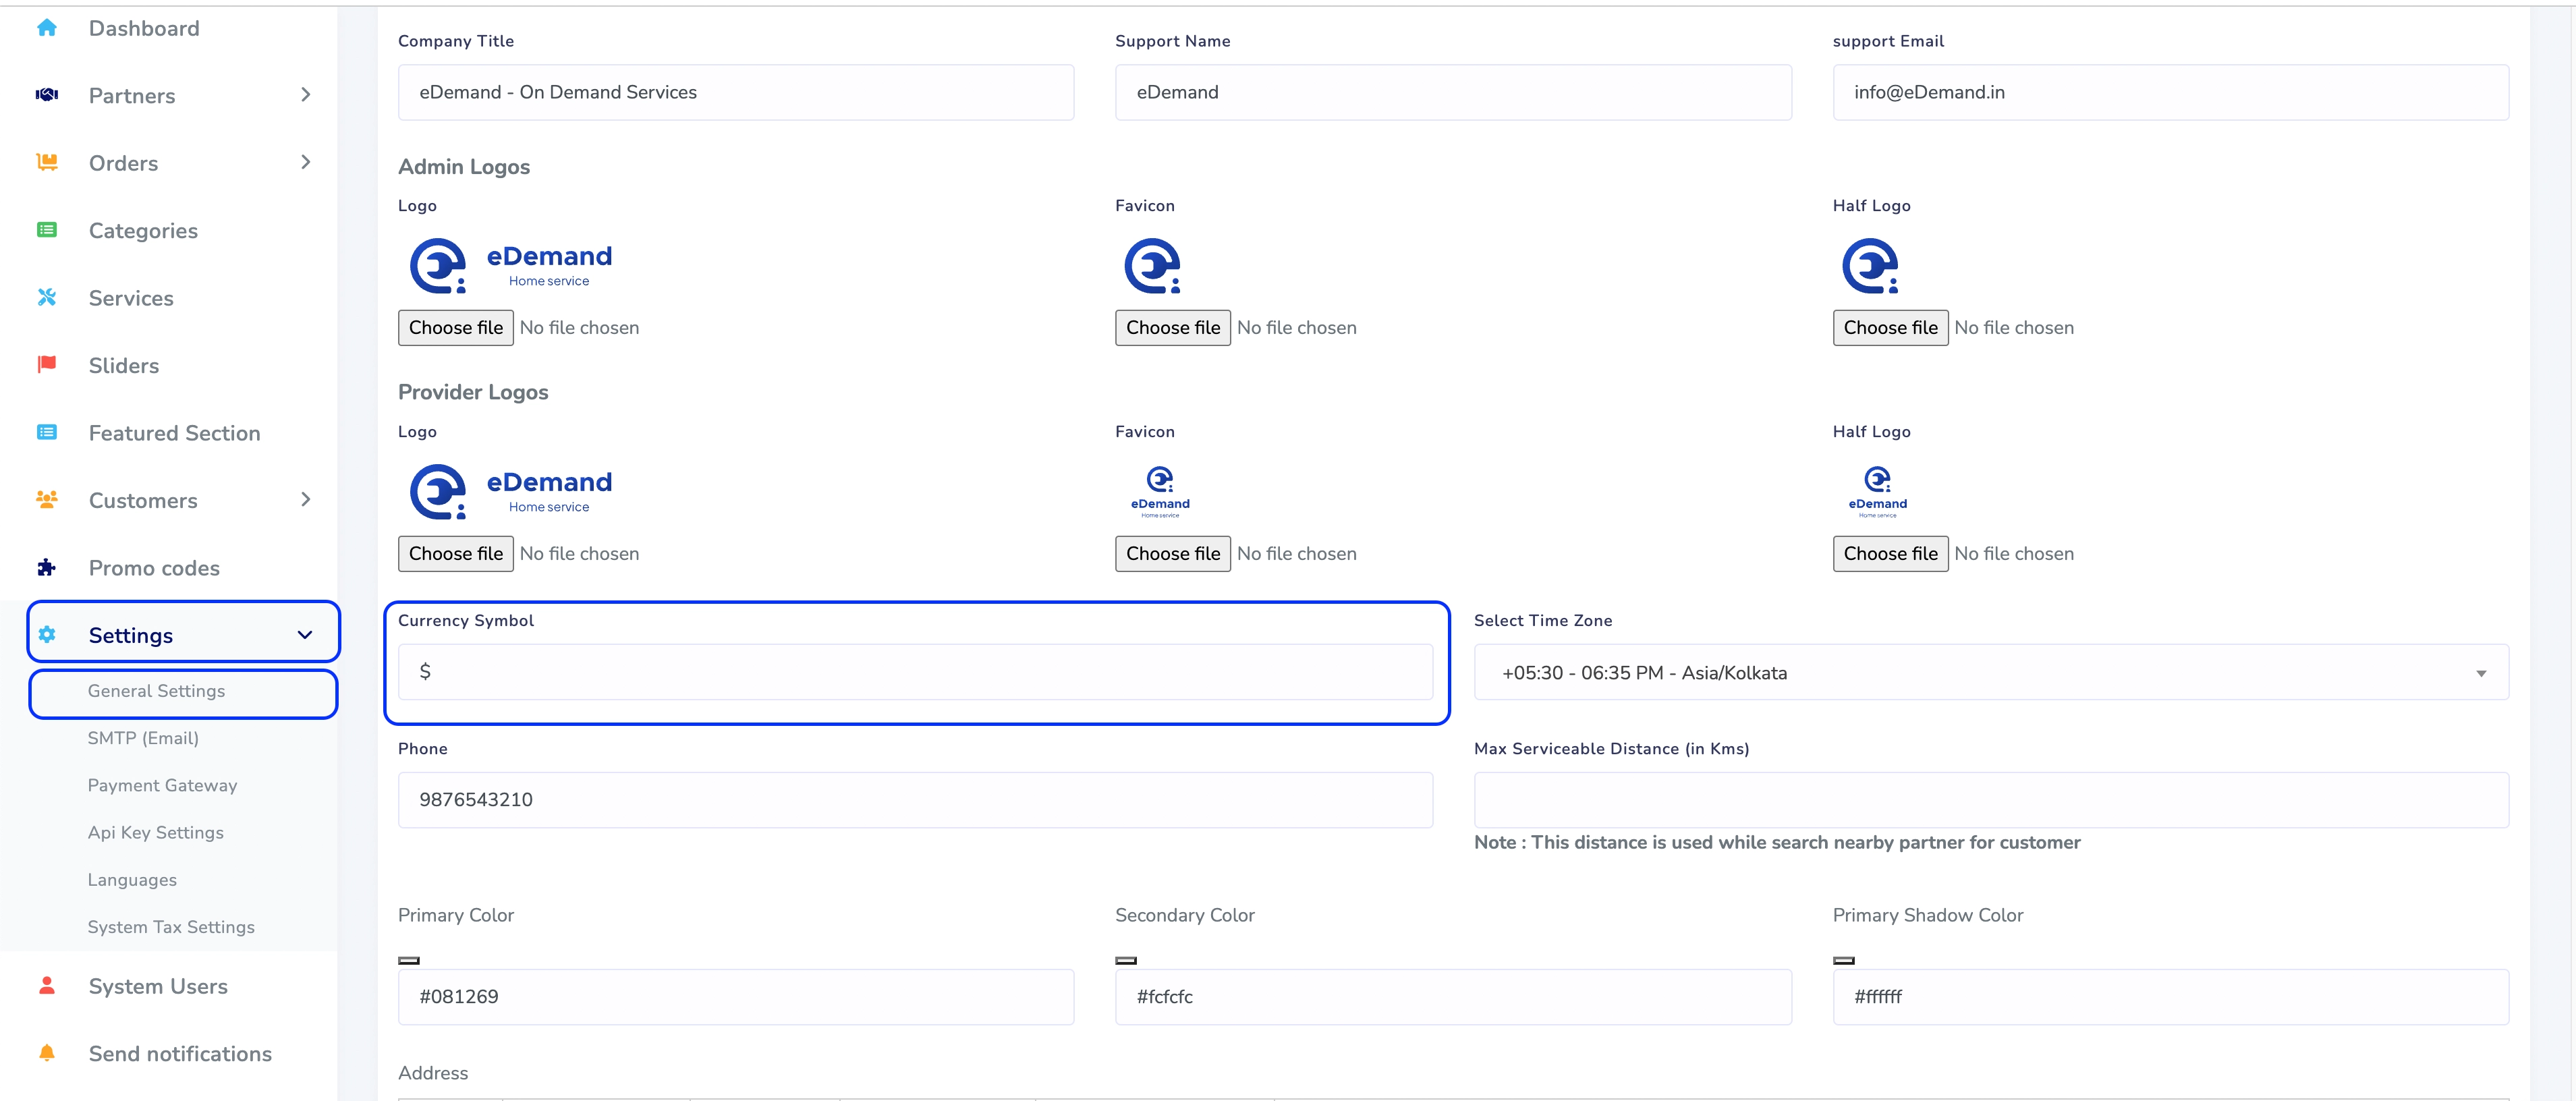 Dashboard
Partners
Orders
Categories
Services
Sliders
Featured Section
Customers
Promo codes
Settings
General Settings
SMTP (Email)
Payment Gateway
Api Key Settings
Languages
System Tax Settings
System Users
Send notifications
Company Title
Support Name
support Email
eDemand - On Demand Services
eDemand
info@eDemand.in
Admin Logos
Logo
Favicon
Half Logo
eDemand
Home service
Choose file No file chosen
Choose file No file chosen
Choose file No file chosen
Provider Logos
Logo
Favicon
Half Logo
eDemand
Home service
eDemand
Home service
eDemand
Home service
Choose file No file chosen
Choose file No file chosen
Choose file No file chosen
Currency Symbol
Select Time Zone
$
+05:30 - 06:35 PM - Asia/Kolkata
Phone
Max Serviceable Distance (in Kms)
9876543210
Note : This distance is used while search nearby partner for customer
Primary Color
Secondary Color
Primary Shadow Color
#081269
#fcfcfc
#ffffff
Address